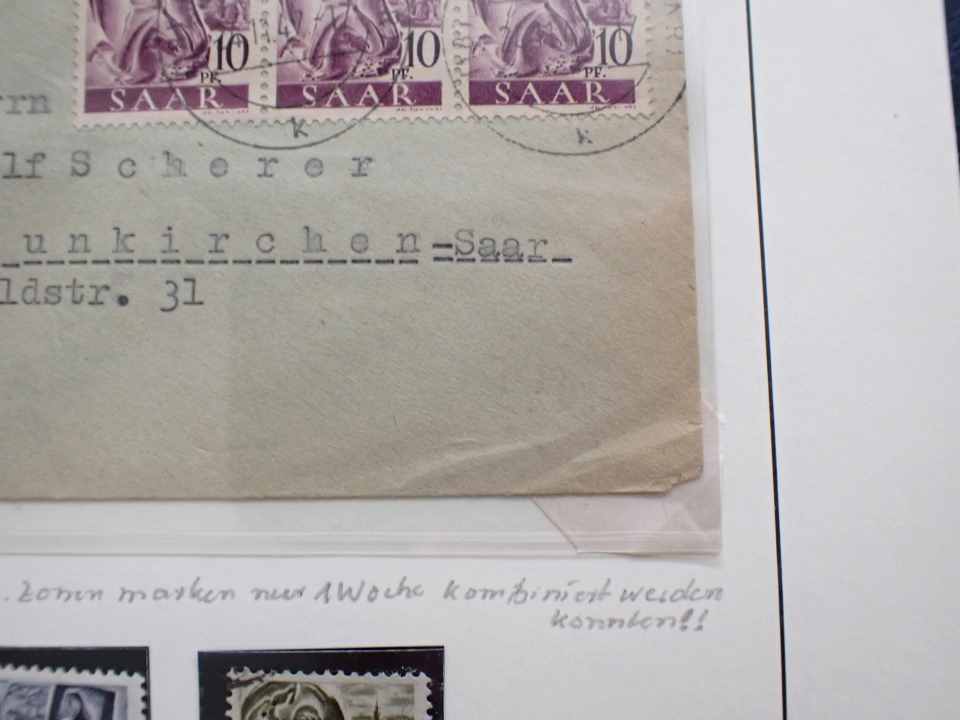 10 10 10
PF. PF. PF.
SAAR SAAR SAAR
k k
rn
lf Scherer
unkirchen-Saar
ldstr. 31
. Zonen marken nur 1 Woche kombiniert werden
konnten!!